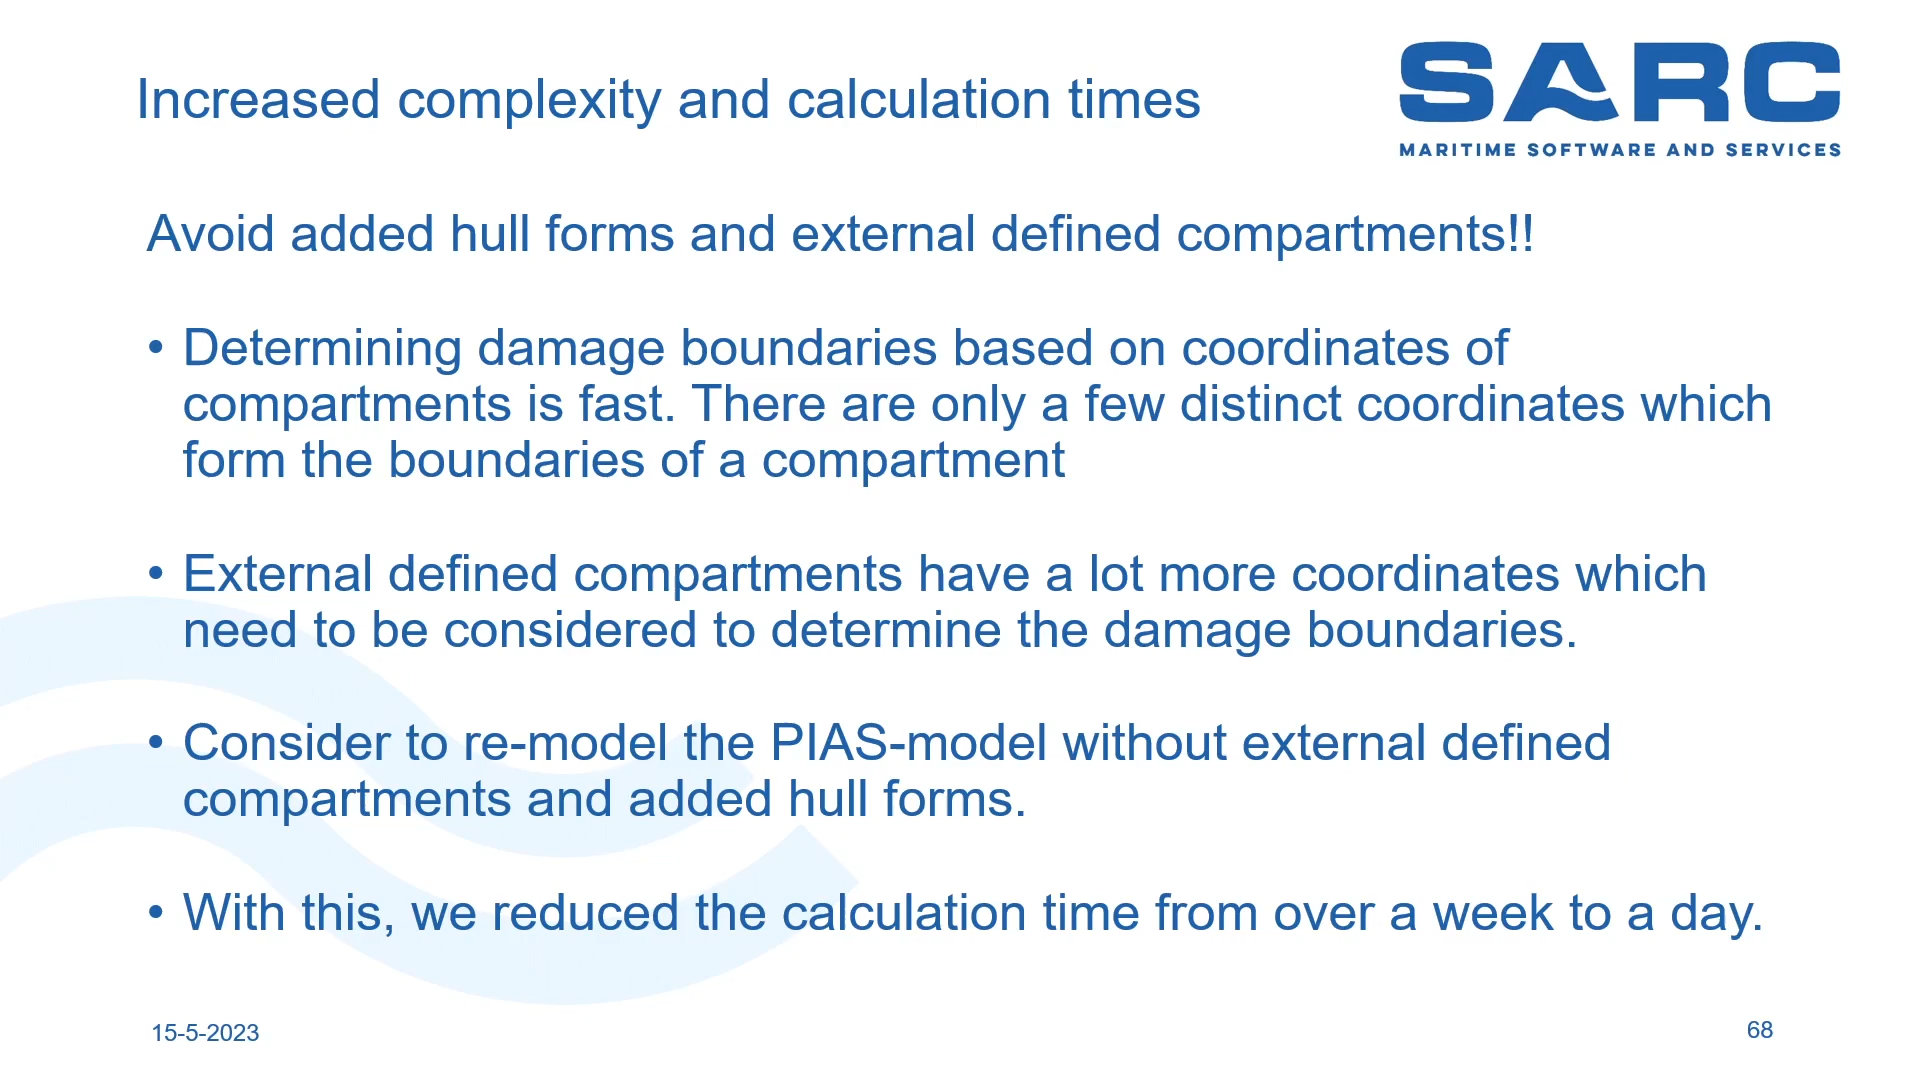 Increased complexity and calculation times
SARC
MARITIME SOFTWARE AND SERVICES
Avoid added hull forms and external defined compartments!!
• Determining damage boundaries based on coordinates of
compartments is fast. There are only a few distinct coordinates which
form the boundaries of a compartment
• External defined compartments have a lot more coordinates which
need to be considered to determine the damage boundaries.
• Consider to re-model the PIAS-model without external defined
compartments and added hull forms.
• With this, we reduced the calculation time from over a week to a day.
15-5-2023
68